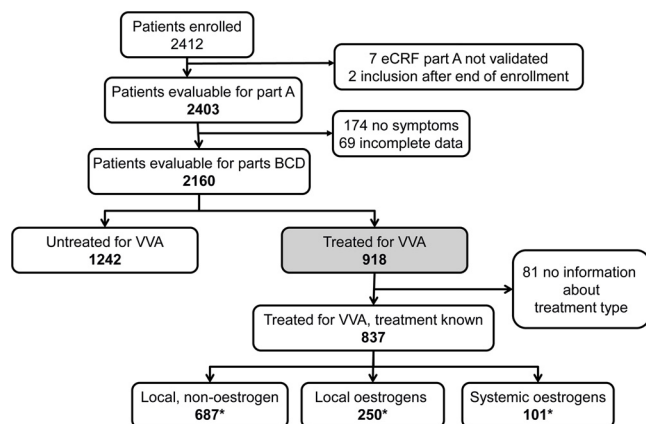 Patients enrolled
2412
7 eCRF part A not validated
2 inclusion after end of enrollment
Patients evaluable for part A
2403
174 no symptoms
69 incomplete data
Patients evaluable for parts BCD
2160
Untreated for VVA
1242
Treated for VVA
918
81 no information
about
treatment type
Treated for VVA, treatment known
837
Local, non-oestrogen
687*
Local oestrogens
250*
Systemic oestrogens
101*